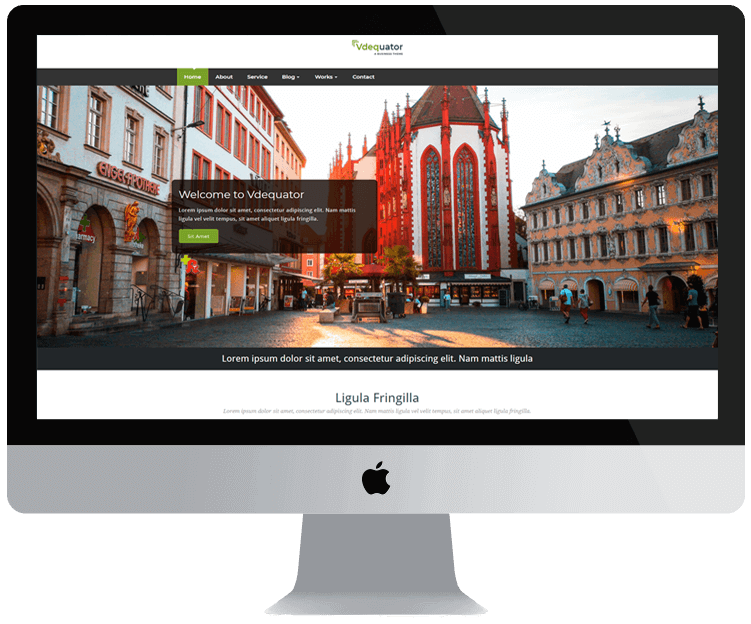 Vdequator
A BUSINESS THEME
Home About Service Blog Works Contact
ENGEL-APOTHEKE
Welcome to Vdequator
Lorem ipsum dolor sit amet, consectetur adipiscing elit. Nam mattis
ligula vel velit tempus, sit amet aliquet ligula fringilla.
Sit Amet
armacy
Lorem ipsum dolor sit amet, consectetur adipiscing elit. Nam mattis ligula
Ligula Fringilla
Lorem ipsum dolor sit amet, consectetur adipiscing elit. Nam mattis ligula vel velit tempus, sit amet aliquet ligula fringilla.